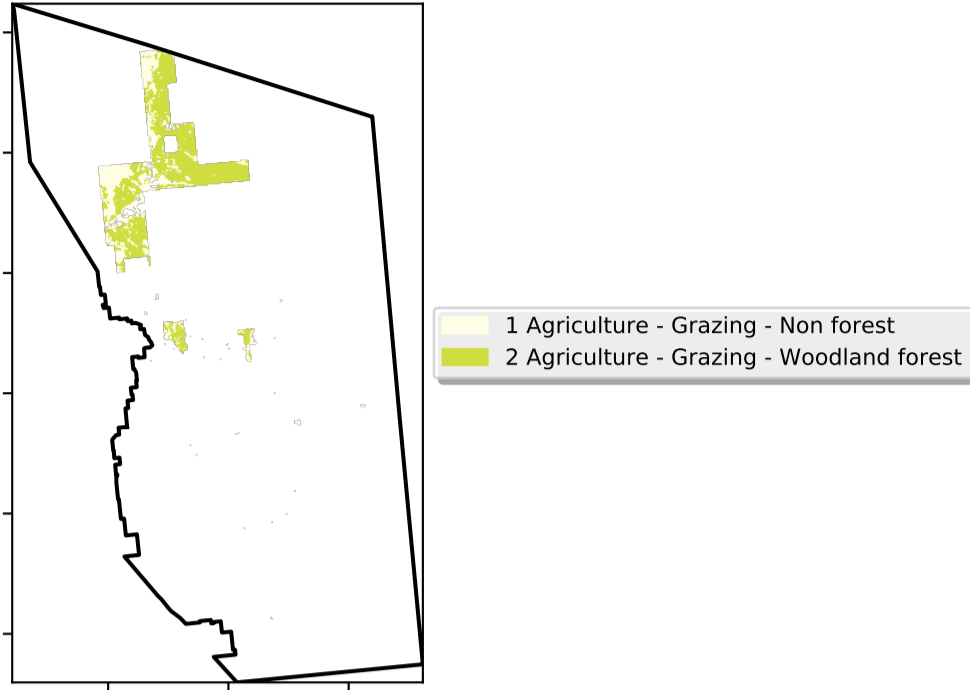 1 Agriculture - Grazing - Non forest
2 Agriculture - Grazing - Woodland forest